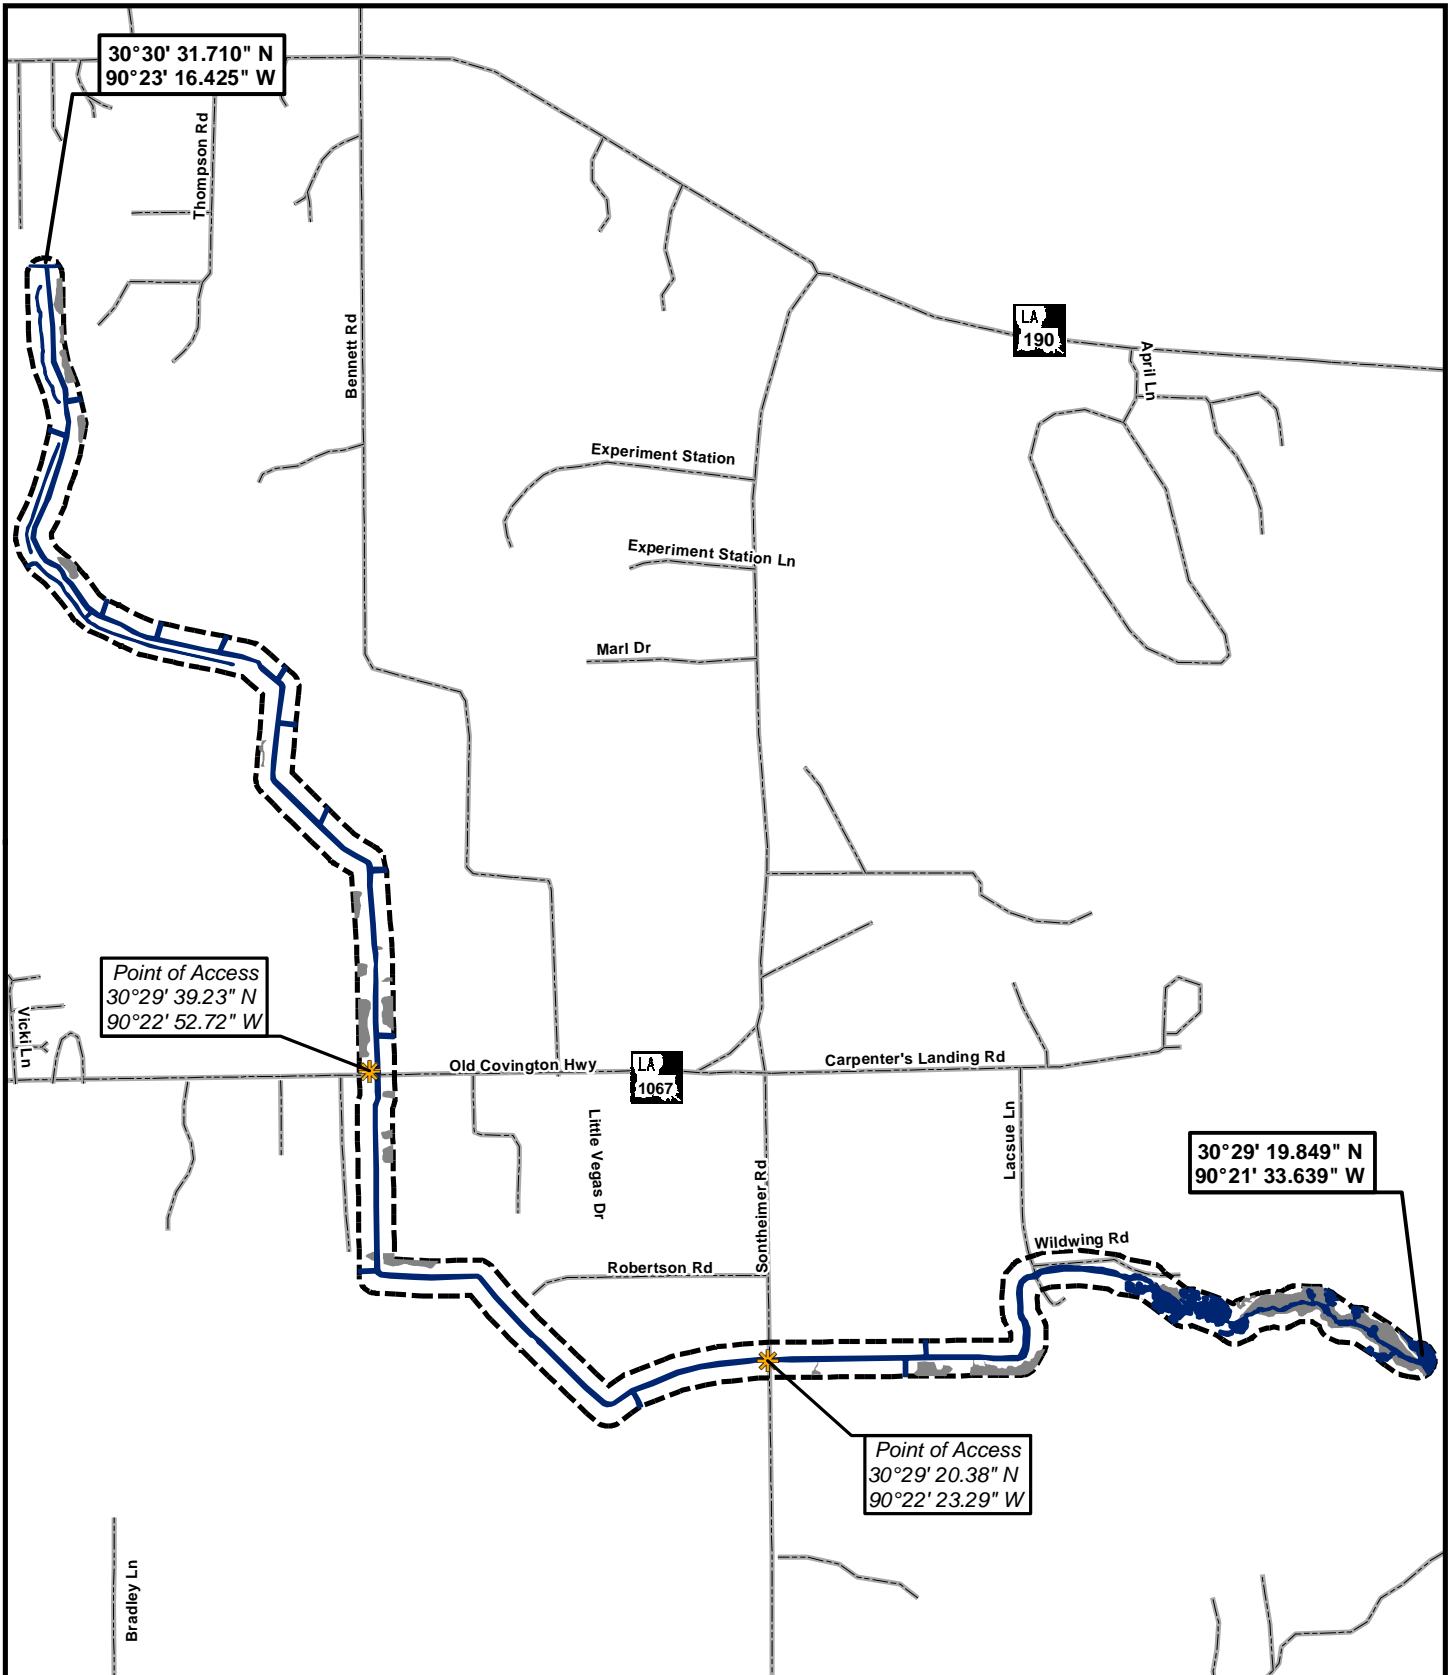 30°30' 31.710" N
90°23' 16.425" W
Thompson Rd
Bennett Rd
LA
190
April Ln
Experiment Station
Experiment Station Ln
Marl Dr
Point of Access
30°29' 39.23" N
90°22' 52.72" W
Vicki Ln
Old Covington Hwy
LA
1067
Carpenter's Landing Rd
Little Vegas Dr
Lacsue Ln
Sontheimer Rd
30°29' 19.849" N
90°21' 33.639" W
Wildwing Rd
Robertson Rd
Point of Access
30°29' 20.38" N
90°22' 23.29" W
Bradley Ln